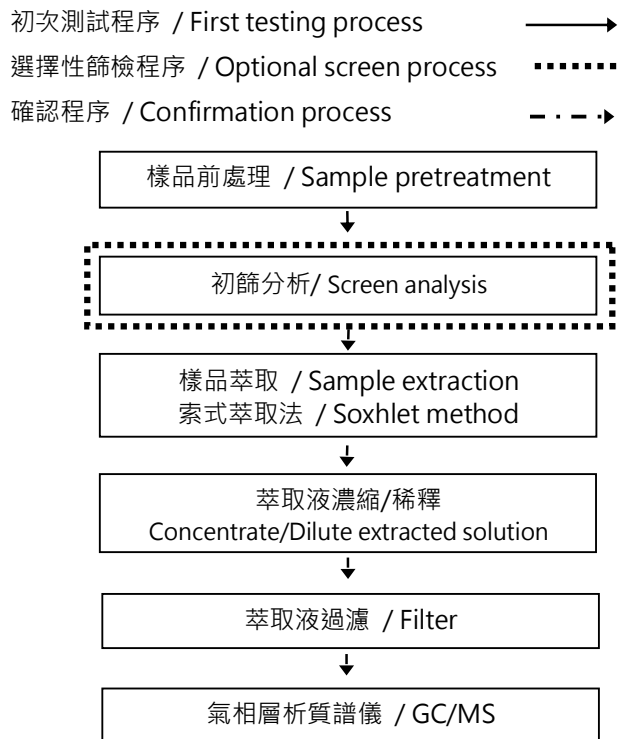 初次測試程序 / First testing process
選擇性篩檢程序 / Optional screen process
確認程序 / Confirmation process
樣品前處理 / Sample pretreatment
初篩分析/ Screen analysis
樣品萃取 / Sample extraction
索式萃取法 / Soxhlet method
萃取液濃縮/稀釋
Concentrate/Dilute extracted solution
萃取液過濾 / Filter
氣相層析質譜儀 / GC/MS